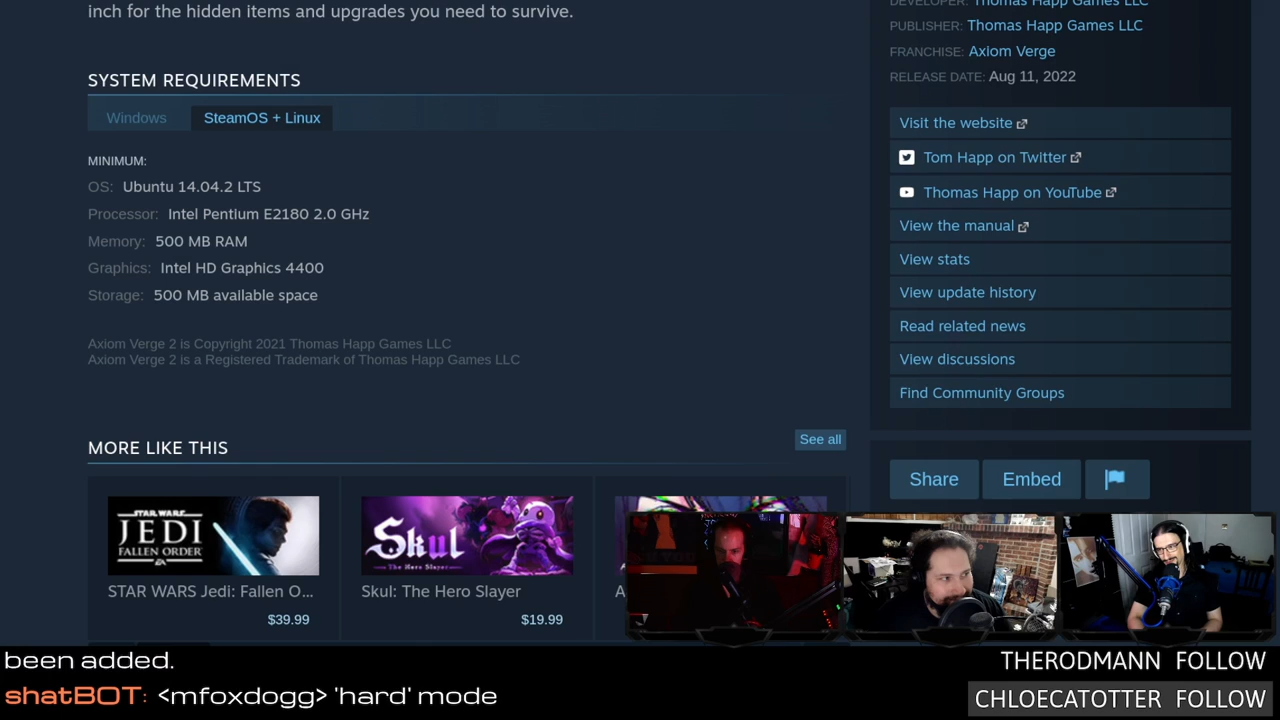 inch for the hidden items and upgrades you need to survive.
SYSTEM REQUIREMENTS
Windows
SteamOS + Linux
MINIMUM:
OS: Ubuntu 14.04.2 LTS
Processor: Intel Pentium E2180 2.0 GHz
Memory: 500 MB RAM
Graphics: Intel HD Graphics 4400
Storage: 500 MB available space
Axiom Verge 2 is Copyright 2021 Thomas Happ Games LLC
Axiom Verge 2 is a Registered Trademark of Thomas Happ Games LLC
MORE LIKE THIS
See all
STAR WARS
JEDI
FALLEN ORDER
EA
STAR WARS Jedi: Fallen O...
$39.99
Skul
The Hero Slayer
Skul: The Hero Slayer
$19.99
A
DEVELOPER: Thomas Happ Games LLC
PUBLISHER: Thomas Happ Games LLC
FRANCHISE: Axiom Verge
RELEASE DATE: Aug 11, 2022
Visit the website
Tom Happ on Twitter
Thomas Happ on YouTube
View the manual
View stats
View update history
Read related news
View discussions
Find Community Groups
Share
Embed
been added.
shatBOT: <mfoxdogg> 'hard' mode
THERODMANN FOLLOW
CHLOECATOTTER FOLLOW